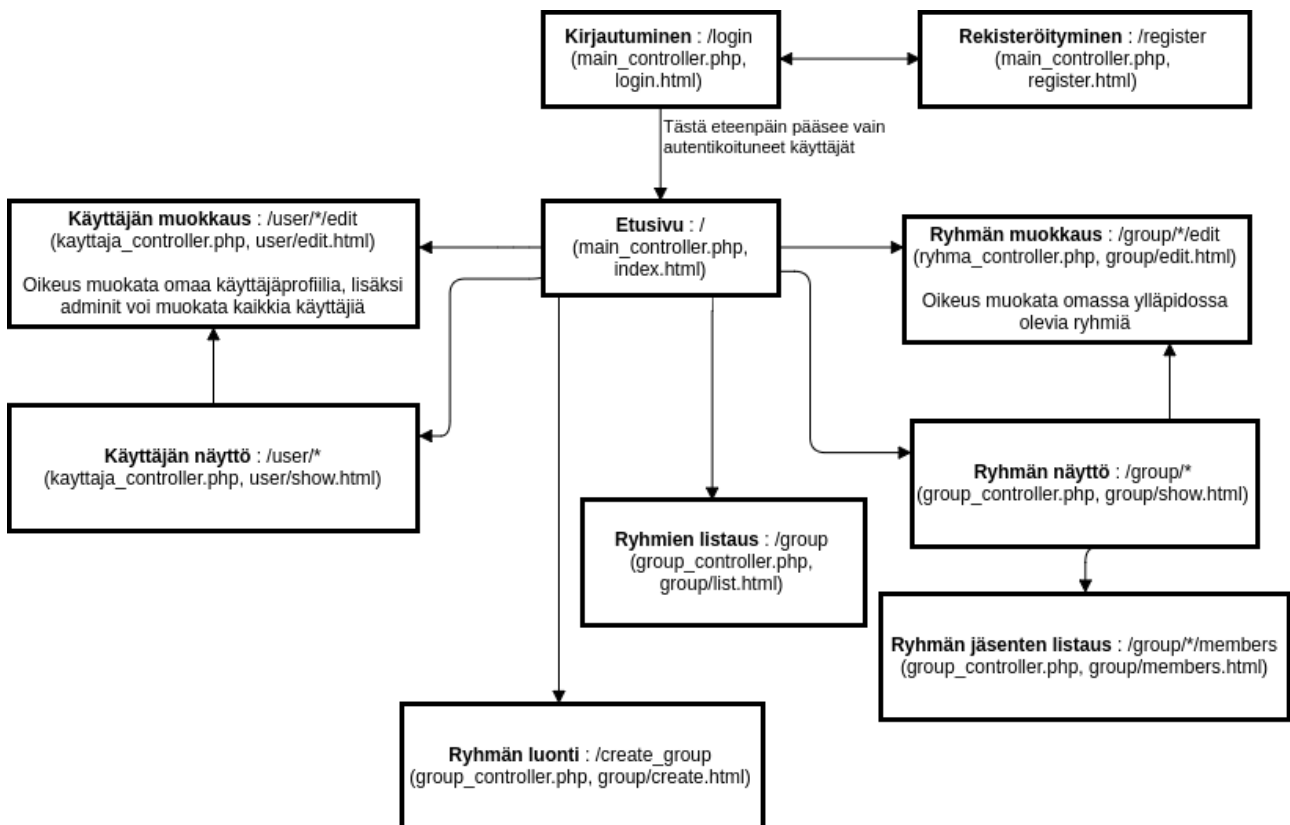 Kirjautuminen : /login
(main_controller.php,
login.html)
Rekisteröityminen : /register
(main_controller.php,
register.html)
Tästä eteenpäin pääsee vain
autentikoituneet käyttäjät
Käyttäjän muokkaus : /user/*/edit
(kayttaja_controller.php, user/edit.html)
Oikeus muokata omaa käyttäjäprofiilia, lisäksi
adminit voi muokata kaikkia käyttäjiä
Etusivu : /
(main_controller.php,
index.html)
Ryhmän muokkaus : /group/*/edit
(ryhma_controller.php, group/edit.html)
Oikeus muokata omassa ylläpidossa
olevia ryhmiä
Käyttäjän näyttö : /user/*
(kayttaja_controller.php, user/show.html)
Ryhmän näyttö : /group/*
(group_controller.php, group/show.html)
Ryhmien listaus : /group
(group_controller.php,
group/list.html)
Ryhmän jäsenten listaus : /group/*/members
(group_controller.php, group/members.html)
Ryhmän luonti : /create_group
(group_controller.php, group/create.html)